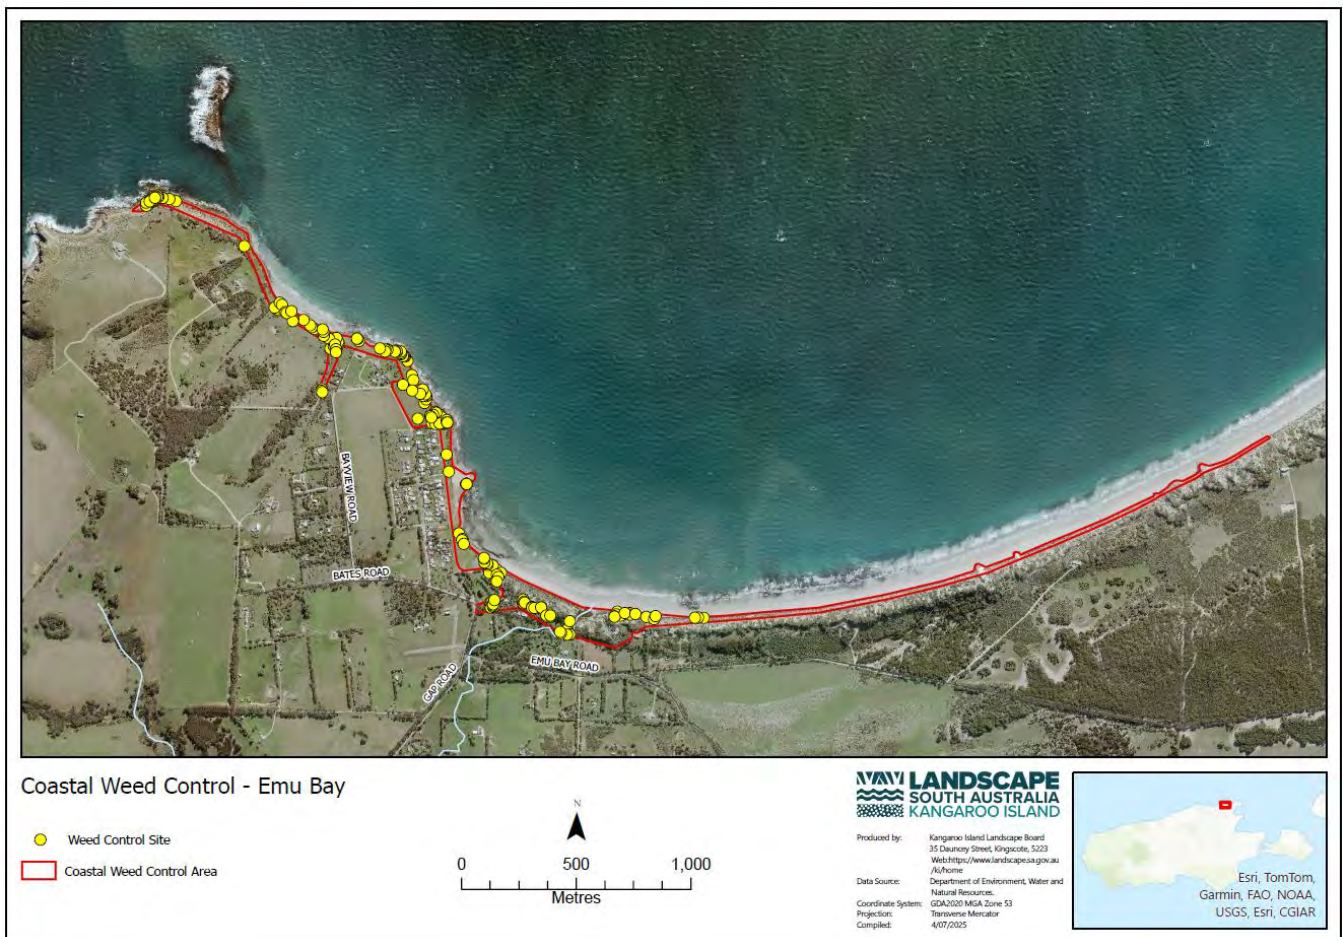 BAYVIEW ROAD
BATES ROAD
GAP ROAD
EMU BAY ROAD
Coastal Weed Control - Emu Bay
Weed Control Site
Coastal Weed Control Area
N
0 500 1,000
Metres
LANDSCAPE
SOUTH AUSTRALIA
KANGAROO ISLAND
Produced by: Kangaroo Island Landscape Board
35 Dauncey Street, Kingscote, 5223
Web:https://www.landscape.sa.gov.au
/ki/home
Data Source: Department of Environment, Water and
Natural Resources.
Coordinate System: GDA2020 MGA Zone 53
Projection: Transverse Mercator
Compiled: 4/07/2025
Esri, TomTom,
Garmin, FAO, NOAA,
USGS, Esri, CGIAR